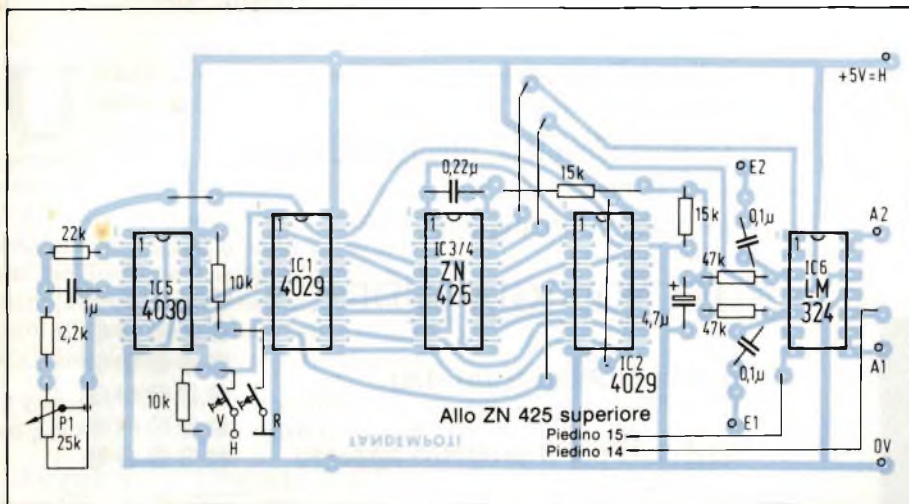 +5V=H
0,22µ
15k
E2
22k
1
IC5
4030
10k
1
IC1
4029
1
IC3/4
ZN
425
1
15k
0,1µ
A2
1
IC6
LM
324
47k
47k
1µ
2,2k
4,7µ
+
IC2
4029
0,1µ
A1
P1
25k
10k
V
R
H
Allo ZN 425 superiore
Piedino 15
Piedino 14
E1
0V
TANDEMPOTI